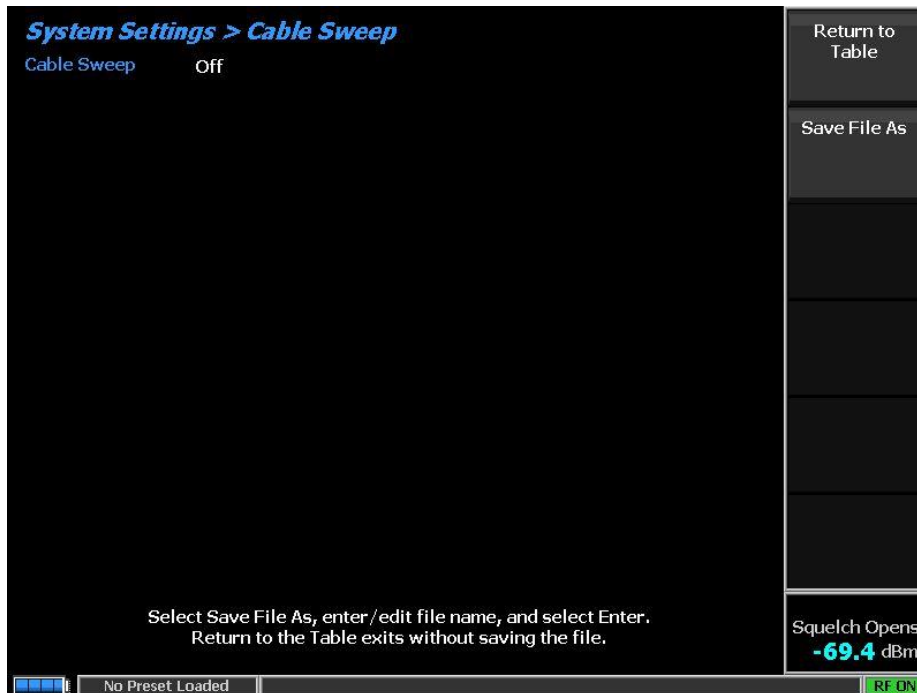 System Settings > Cable Sweep
Cable Sweep Off
Return to
Table
Save File As
Select Save File As, enter/edit file name, and select Enter.
Return to the Table exits without saving the file.
Squelch Opens
-69.4 dBm
No Preset Loaded
RF ON